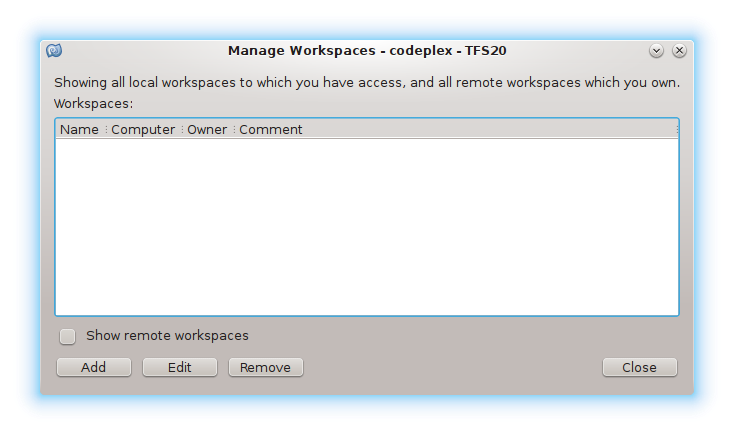 Manage Workspaces - codeplex - TFS20
Showing all local workspaces to which you have access, and all remote workspaces which you own.
Workspaces:
Name Computer Owner Comment
Show remote workspaces
Add Edit Remove Close